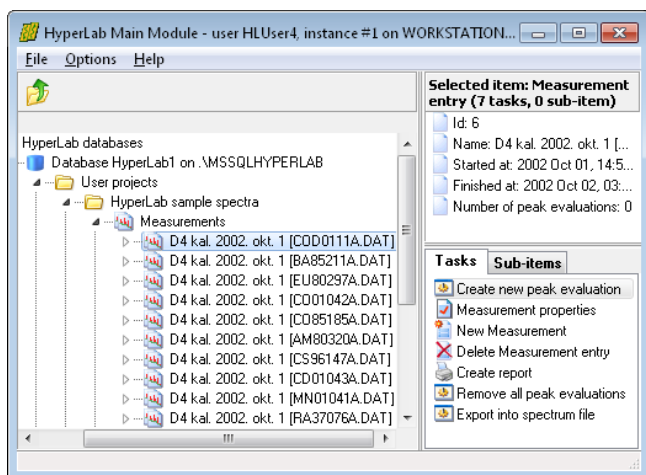 HyperLab Main Module - user HLUser4, instance #1 on WORKSTATION...
File Options Help
HyperLab databases
Database HyperLab1 on .\MSSQLHYPERLAB
User projects
HyperLab sample spectra
Measurements
D4 kal. 2002. okt. 1 [COD0111A.DAT]
D4 kal. 2002. okt. 1 [BA85211A.DAT]
D4 kal. 2002. okt. 1 [EU80297A.DAT]
D4 kal. 2002. okt. 1 [CO01042A.DAT]
D4 kal. 2002. okt. 1 [CO85185A.DAT]
D4 kal. 2002. okt. 1 [AM80320A.DAT]
D4 kal. 2002. okt. 1 [CS96147A.DAT]
D4 kal. 2002. okt. 1 [CD01043A.DAT]
D4 kal. 2002. okt. 1 [MN01041A.DAT]
D4 kal. 2002. okt. 1 [RA37076A.DAT]
Selected item: Measurement
entry (7 tasks, 0 sub-item)
Id: 6
Name: D4 kal. 2002. okt. 1 [...
Started at: 2002 Oct 01, 14:5...
Finished at: 2002 Oct 02, 03:...
Number of peak evaluations: 0
Tasks Sub-items
Create new peak evaluation
Measurement properties
New Measurement
Delete Measurement entry
Create report
Remove all peak evaluations
Export into spectrum file